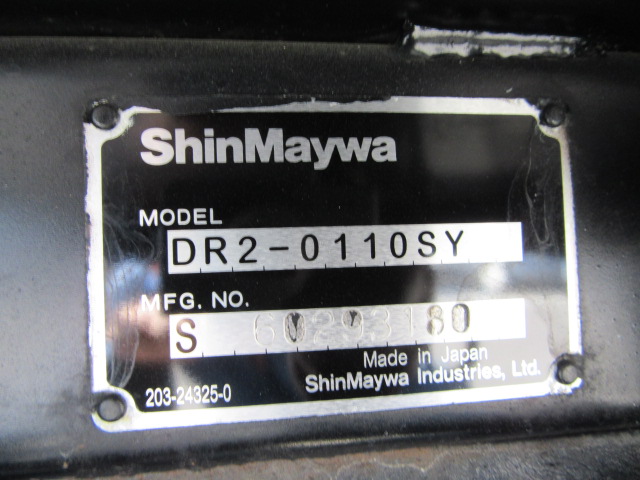 ShinMaywa
MODEL
DR2-0110SY
MFG. NO.
S 60293180
Made in Japan
203-24325-0 ShinMaywa Industries, Ltd.